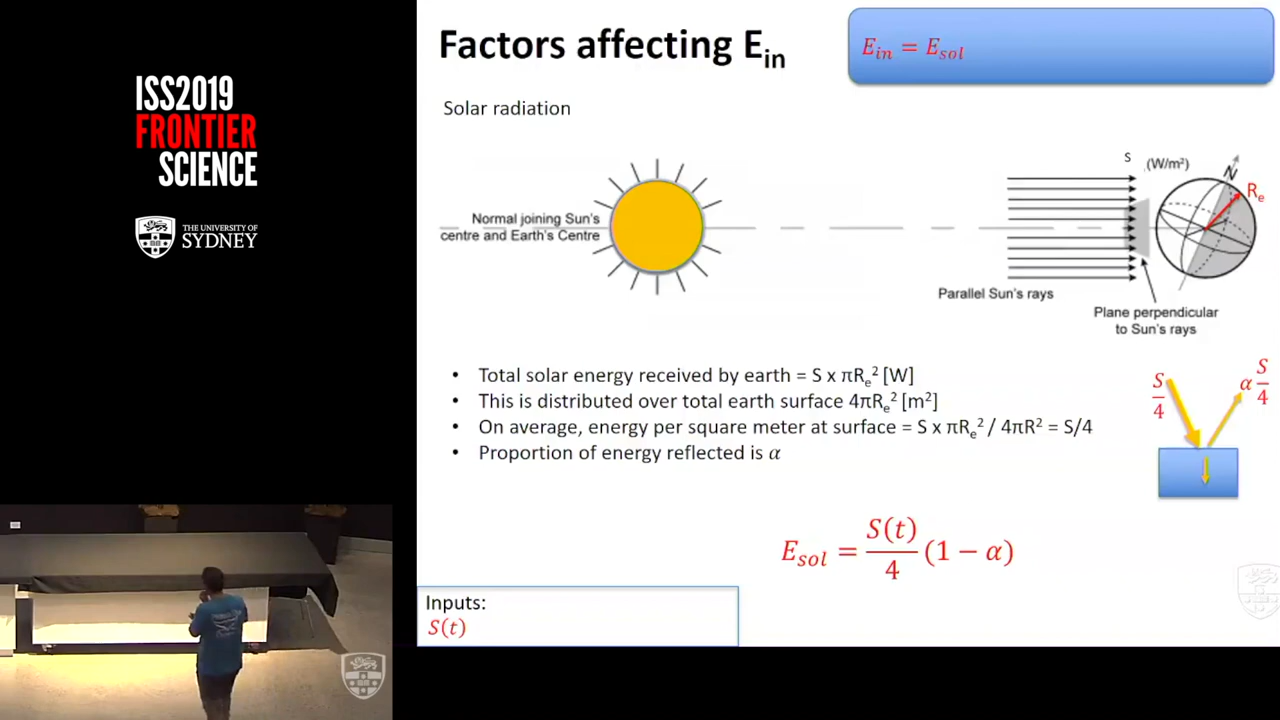 ISS2019
FRONTIER
SCIENCE
THE UNIVERSITY OF
SYDNEY
Factors affecting E_in
E_in = E_sol
Solar radiation
Normal joining Sun's
centre and Earth's Centre
S
(W/m²)
N
R_e
Parallel Sun's rays
Plane perpendicular
to Sun's rays
• Total solar energy received by earth = S x πR_e² [W]
• This is distributed over total earth surface 4πR_e² [m²]
• On average, energy per square meter at surface = S x πR_e² / 4πR² = S/4
• Proportion of energy reflected is α
S/4
α S/4
E_sol = S(t)/4 (1 − α)
Inputs:
S(t)